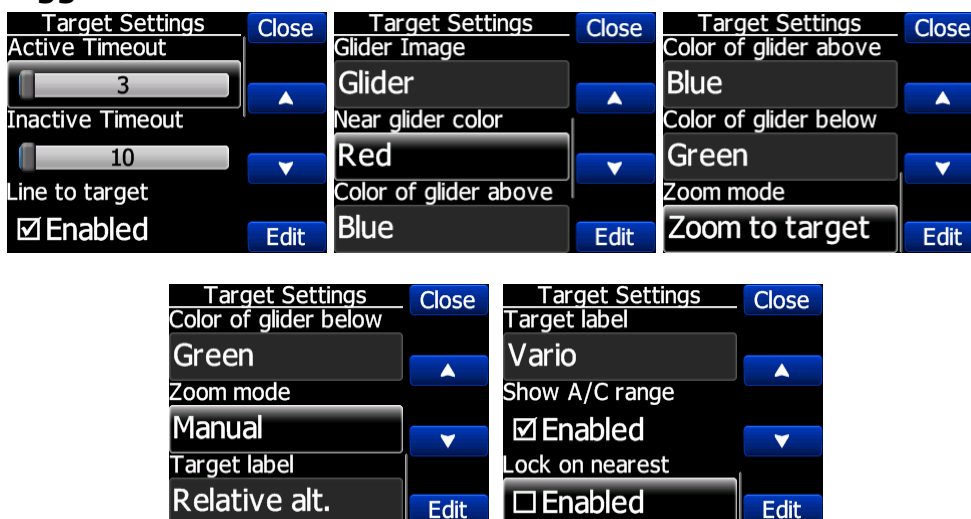 Target Settings Close
Active Timeout
3
Inactive Timeout
10
Line to target
Enabled
Edit
Target Settings Close
Glider Image
Glider
Near glider color
Red
Color of glider above
Blue
Edit
Target Settings Close
Color of glider above
Blue
Color of glider below
Green
Zoom mode
Zoom to target
Edit
Target Settings Close
Color of glider below
Green
Zoom mode
Manual
Target label
Relative alt.
Edit
Target Settings Close
Target label
Vario
Show A/C range
Enabled
Lock on nearest
Enabled
Edit